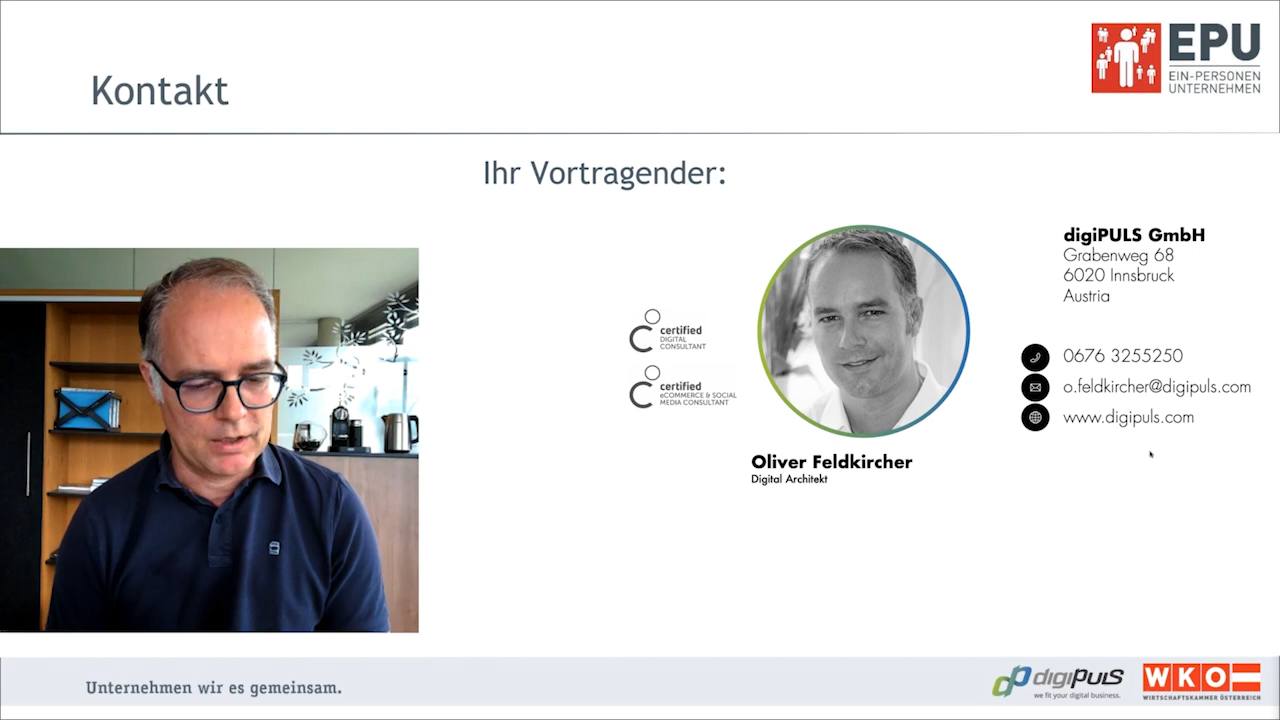 Kontakt
EPU
EIN-PERSONEN
UNTERNEHMEN
Ihr Vortragender:
certified
DIGITAL
CONSULTANT
certified
eCOMMERCE & SOCIAL
MEDIA CONSULTANT
Oliver Feldkircher
Digital Architekt
digiPULS GmbH
Grabenweg 68
6020 Innsbruck
Austria
0676 3255250
o.feldkircher@digipuls.com
www.digipuls.com
Unternehmen wir es gemeinsam.
digiPULS
we fit your digital business.
WKO
WIRTSCHAFTSKAMMER ÖSTERREICH